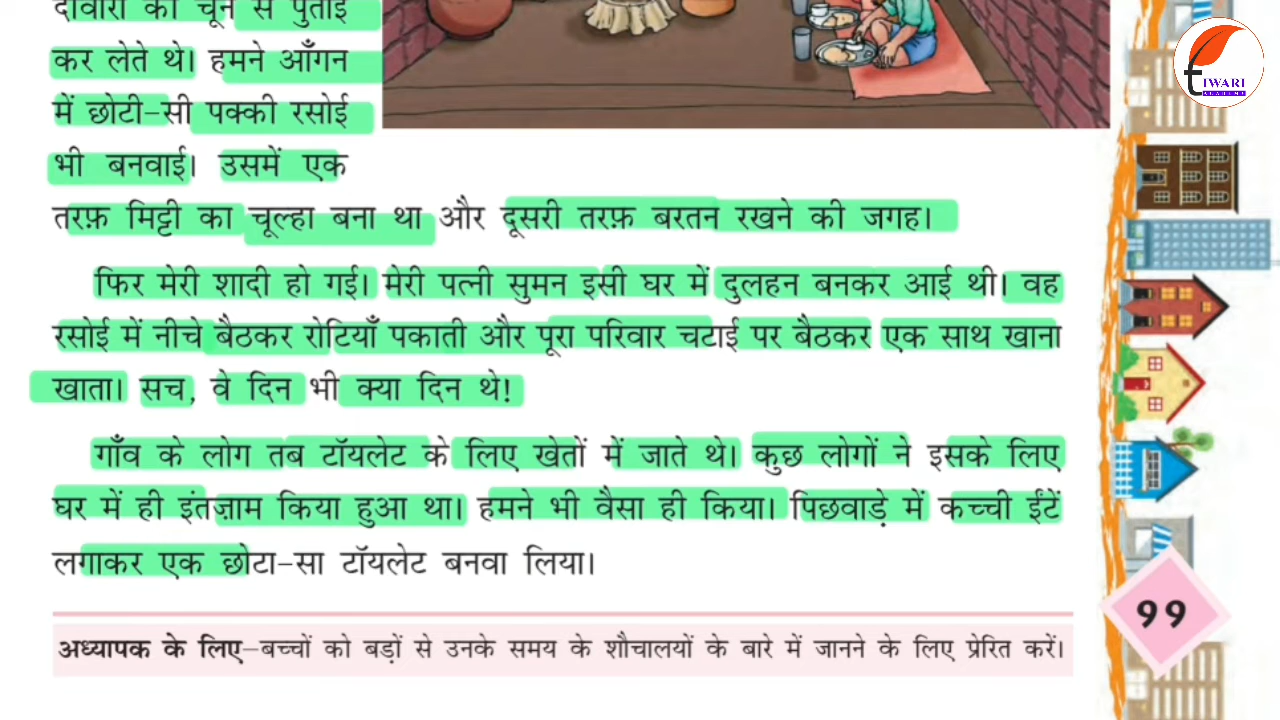 दीवारों की चूने से पुताई
कर लेते थे। हमने आँगन
में छोटी-सी पक्की रसोई
भी बनवाई। उसमें एक
तरफ़ मिट्टी का चूल्हा बना था और दूसरी तरफ़ बरतन रखने की जगह।
फिर मेरी शादी हो गई। मेरी पत्नी सुमन इसी घर में दुलहन बनकर आई थी। वह
रसोई में नीचे बैठकर रोटियाँ पकाती और पूरा परिवार चटाई पर बैठकर एक साथ खाना
खाता। सच, वे दिन भी क्या दिन थे!
गाँव के लोग तब टॉयलेट के लिए खेतों में जाते थे। कुछ लोगों ने इसके लिए
घर में ही इंतज़ाम किया हुआ था। हमने भी वैसा ही किया। पिछवाड़े में कच्ची ईंटें
लगाकर एक छोटा-सा टॉयलेट बनवा लिया।
अध्यापक के लिए–बच्चों को बड़ों से उनके समय के शौचालयों के बारे में जानने के लिए प्रेरित करें।
99
TIWARI
ACADEMY